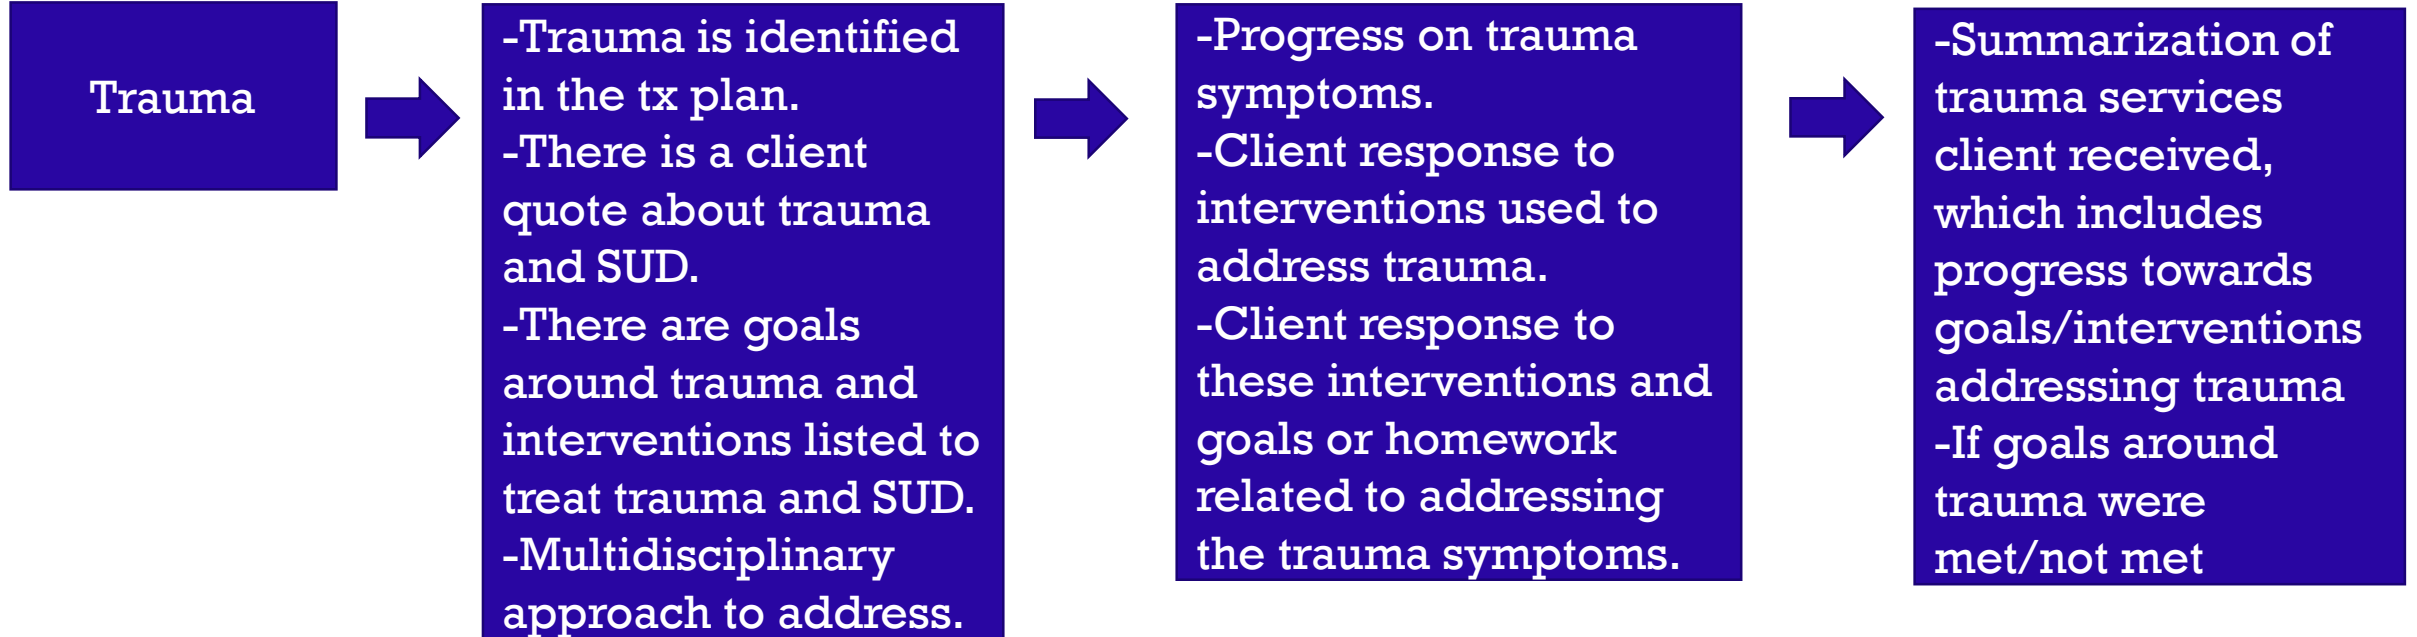 Trauma
-Trauma is identified
in the tx plan.
-There is a client
quote about trauma
and SUD.
-There are goals
around trauma and
interventions listed to
treat trauma and SUD.
-Multidisciplinary
approach to address.
-Progress on trauma
symptoms.
-Client response to
interventions used to
address trauma.
-Client response to
these interventions and
goals or homework
related to addressing
the trauma symptoms.
-Summarization of
trauma services
client received,
which includes
progress towards
goals/interventions
addressing trauma
-If goals around
trauma were
met/not met